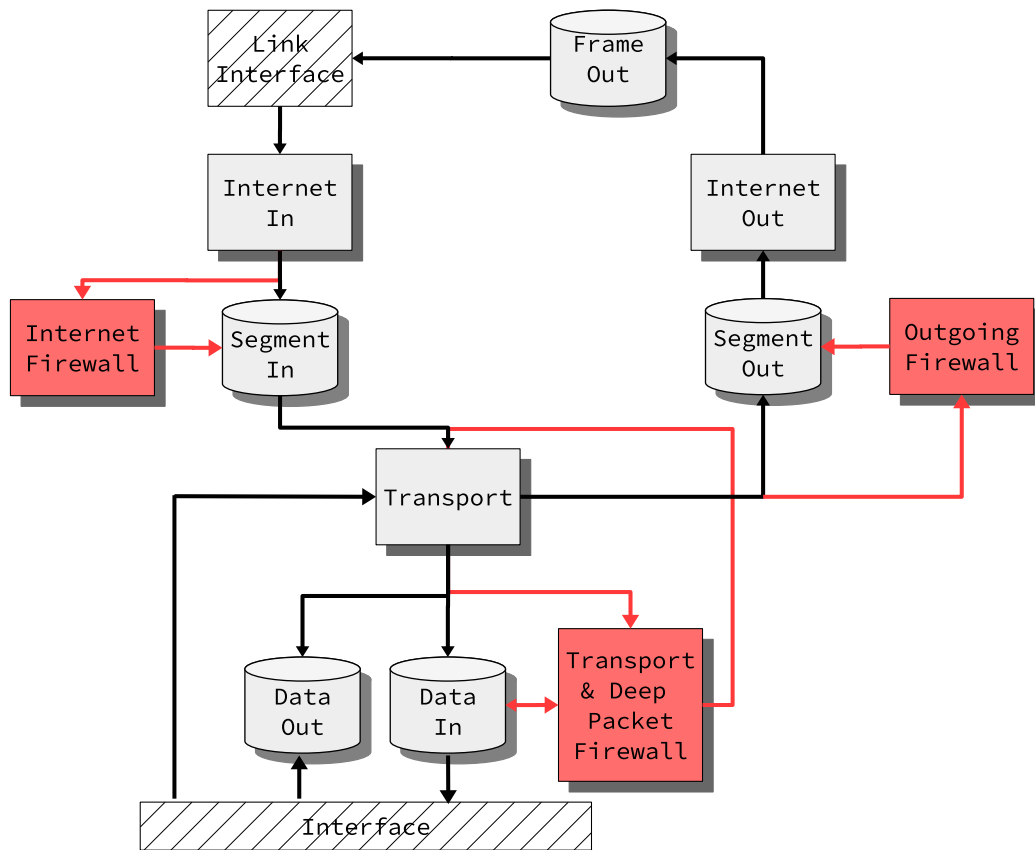 Link
Interface
Frame
Out
Internet
In
Internet
Out
Internet
Firewall
Segment
In
Segment
Out
Outgoing
Firewall
Transport
Data
Out
Data
In
Transport
& Deep
Packet
Firewall
Interface